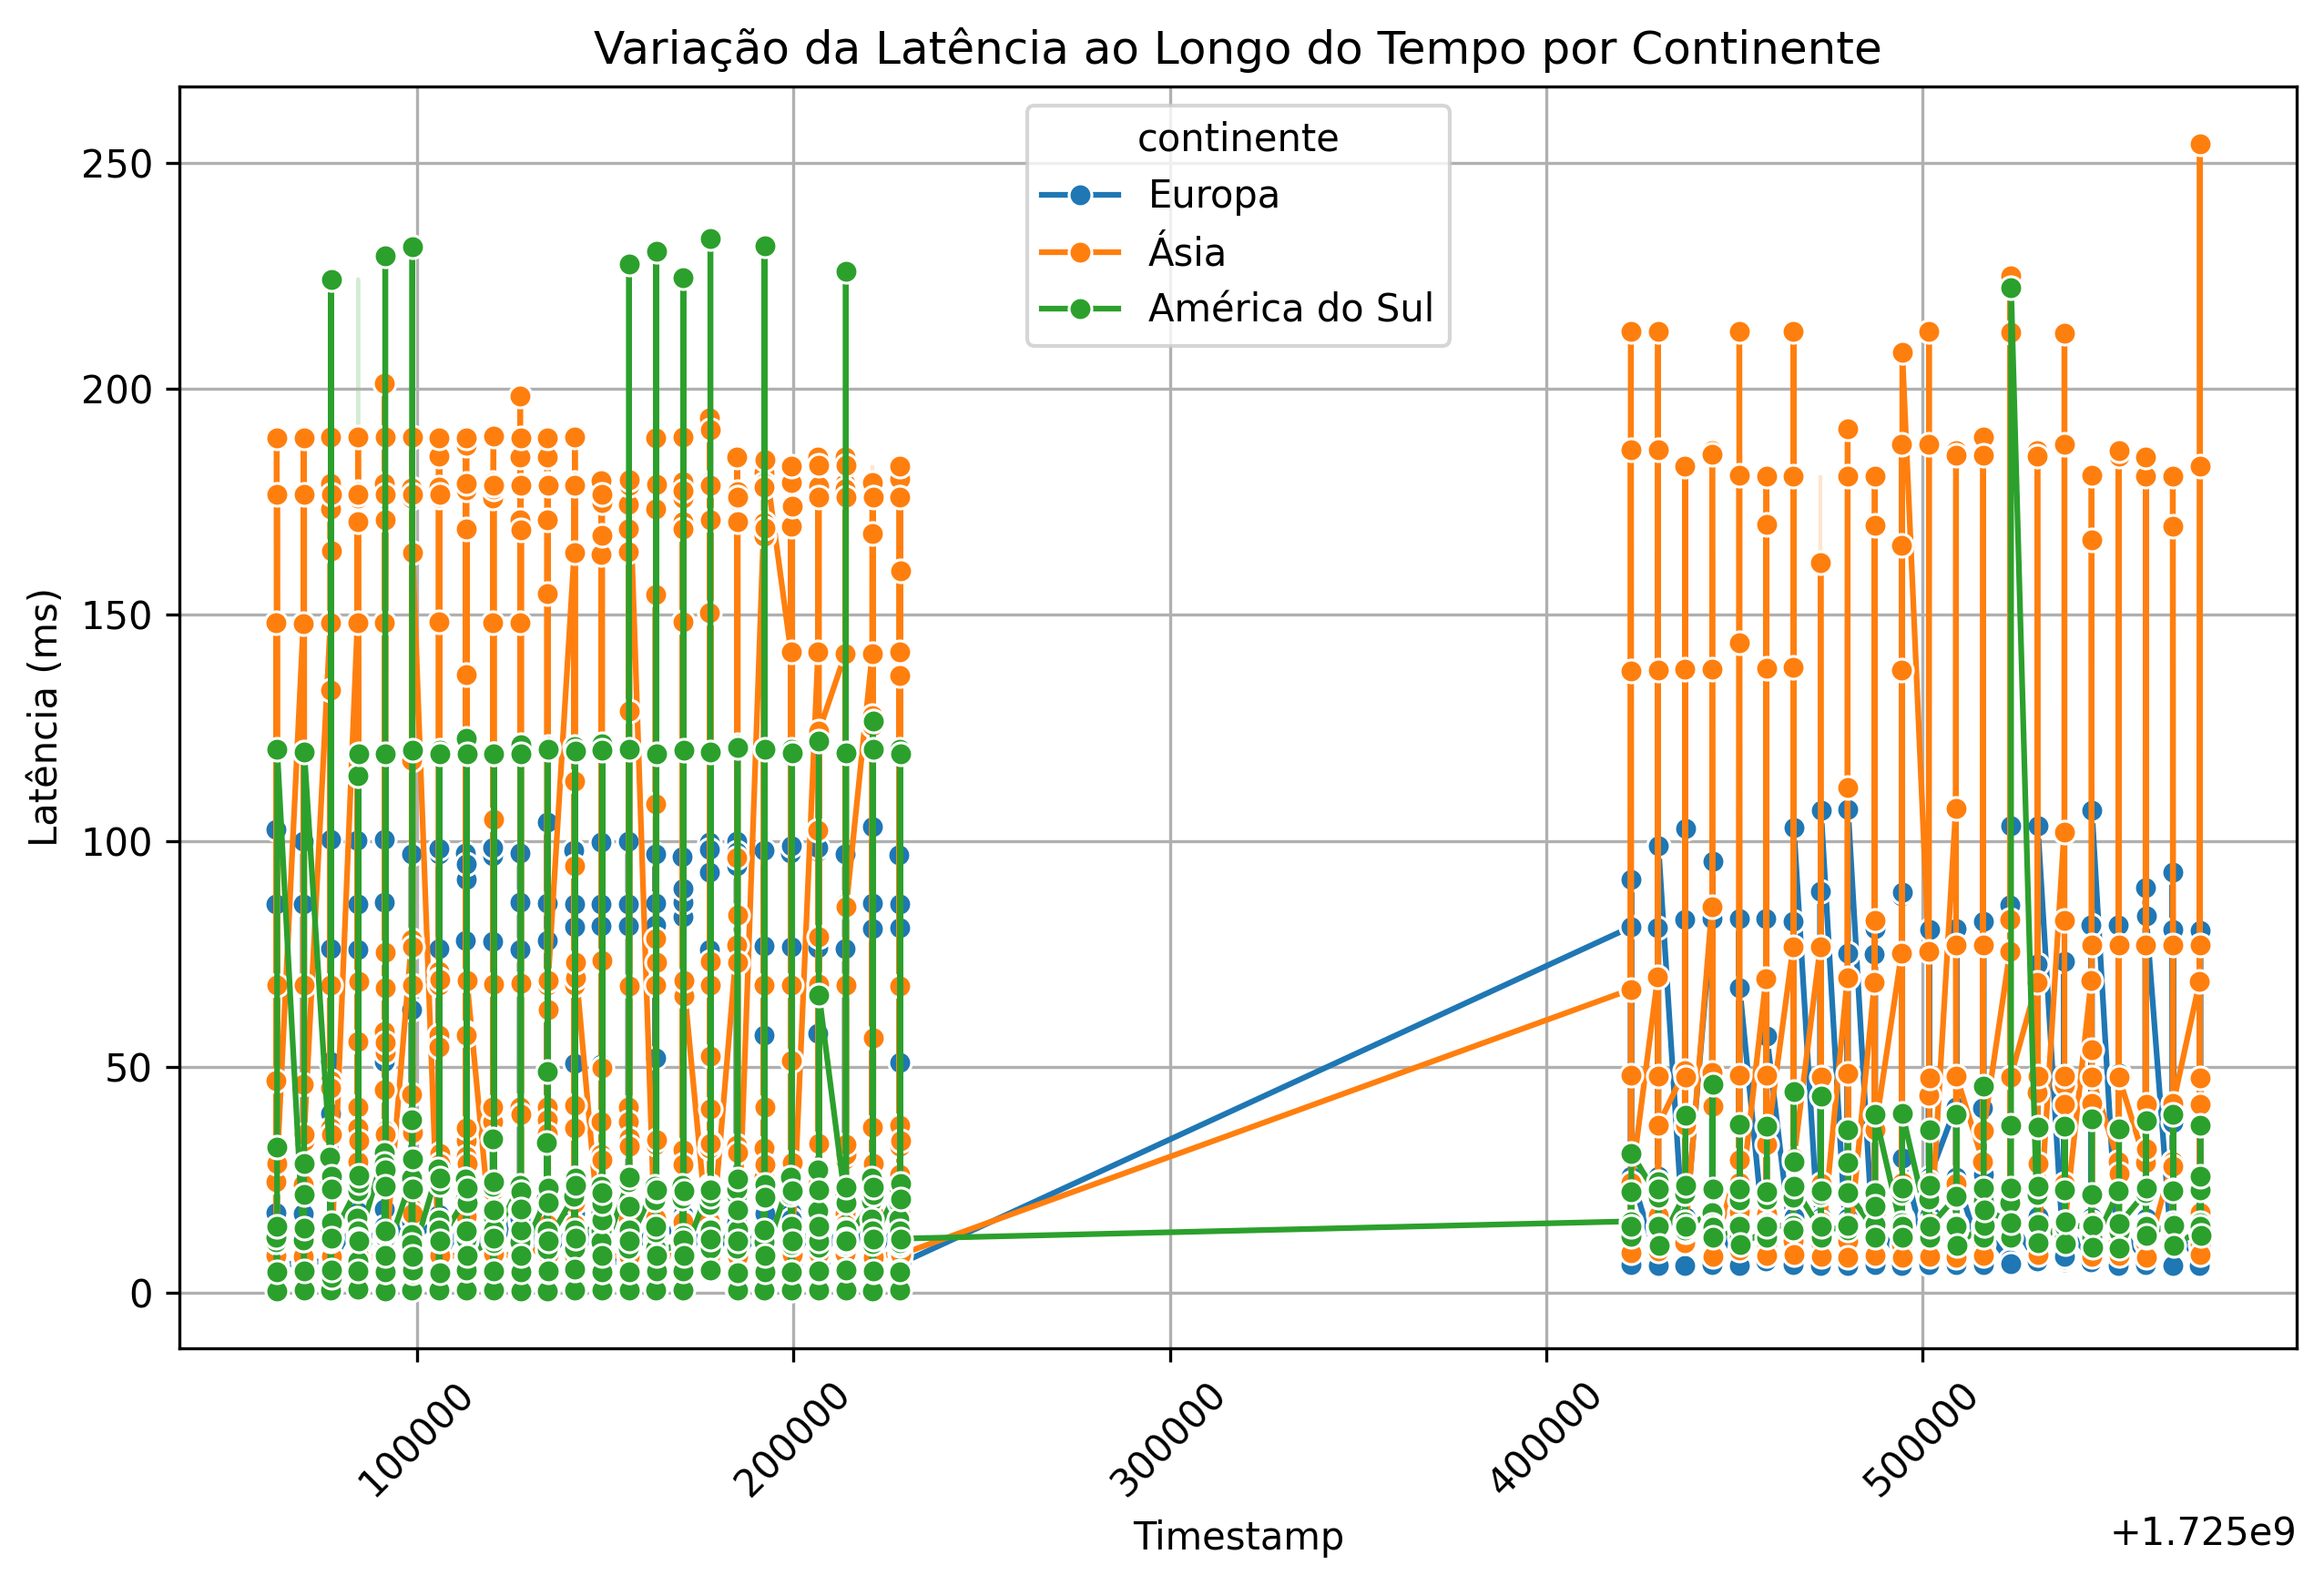 Variação da Latência ao Longo do Tempo por Continente
continente
Europa
Ásia
América do Sul
Latência (ms)
250
200
150
100
50
0
100000
200000
300000
400000
500000
Timestamp
+1.725e9